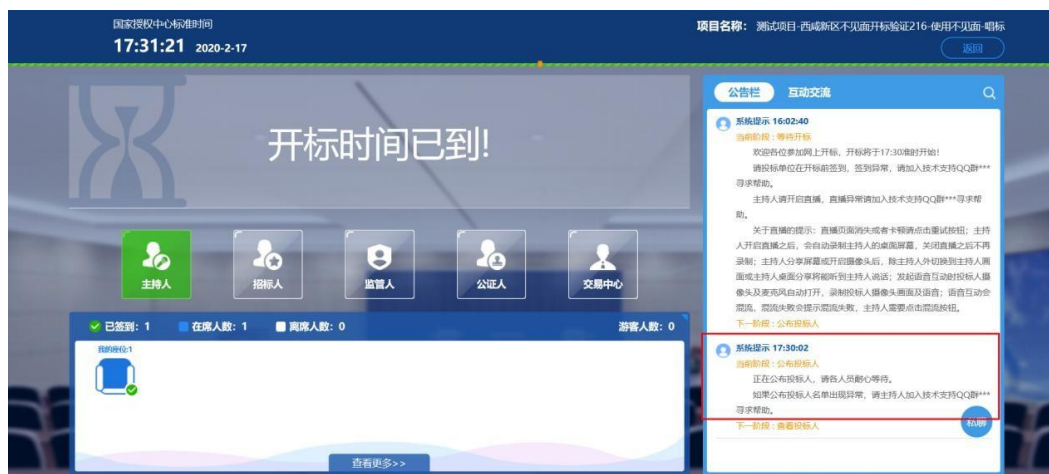 国家授权中心标准时间
17:31:21 2020-2-17
项目名称： 测试项目-西咸新区不见面开标验证216-使用不见面-唱标
返回
开标时间已到!
主持人
招标人
监管人
公证人
交易中心
已签到：1 在席人数：1 离席人数：0 游客人数：0
我的座位:1
查看更多>>
公告栏 互动交流
系统提示 16:02:40
当前阶段：等待开标
欢迎各位参加网上开标，开标将于17:30准时开始!
请投标单位在开标前签到，签到异常，请加入技术支持QQ群***
寻求帮助。
主持人请开启直播，直播异常请加入技术支持QQ群***寻求帮
助。
关于直播的提示：直播页面消失或者卡顿请点击重试按钮；主持
人开启直播之后，会自动录制主持人的桌面屏幕，关闭直播之后不再
录制；主持人分享屏幕或开启摄像头后，除主持人外切换到主持人画
面或主持人桌面分享将能听到主持人说话；发起语音互动时投标人摄
像头及麦克风自动打开，录制投标人摄像头画面及语音；语音互动会
混流，混流失败会提示混流失败，主持人需要点击混流按钮。
下一阶段：公布投标人
系统提示 17:30:02
当前阶段：公布投标人
正在公布投标人，请各人员耐心等待。
如果公布投标人名单出现异常，请主持人加入技术支持QQ群***
寻求帮助。
下一阶段：查看投标人
私聊